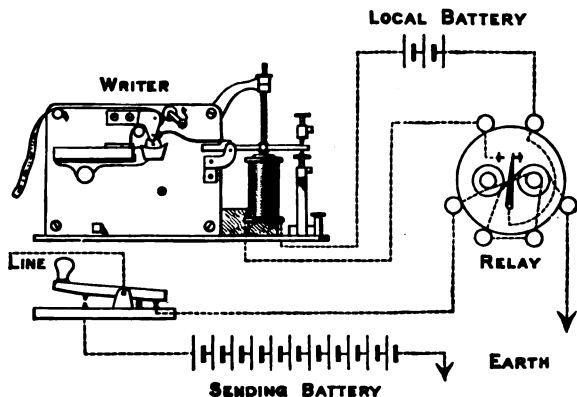 LOCAL BATTERY
WRITER
RELAY
LINE
EARTH
SENDING BATTERY